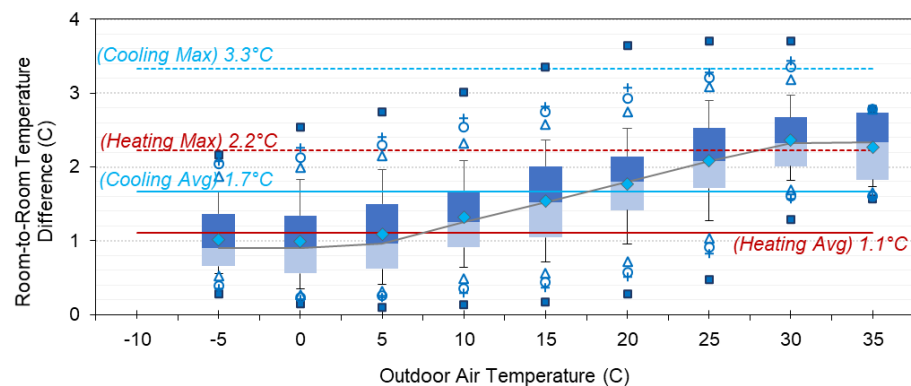 4
(Cooling Max) 3.3°C
3
(Heating Max) 2.2°C
2
(Cooling Avg) 1.7°C
1
(Heating Avg) 1.1°C
0
-10 -5 0 5 10 15 20 25 30 35
Room-to-Room Temperature
Difference (C)
Outdoor Air Temperature (C)